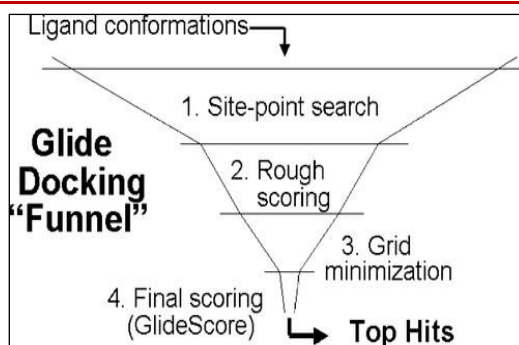 Ligand conformations
1. Site-point search
Glide
Docking
“Funnel”
2. Rough
scoring
3. Grid
minimization
4. Final scoring
(GlideScore)
Top Hits